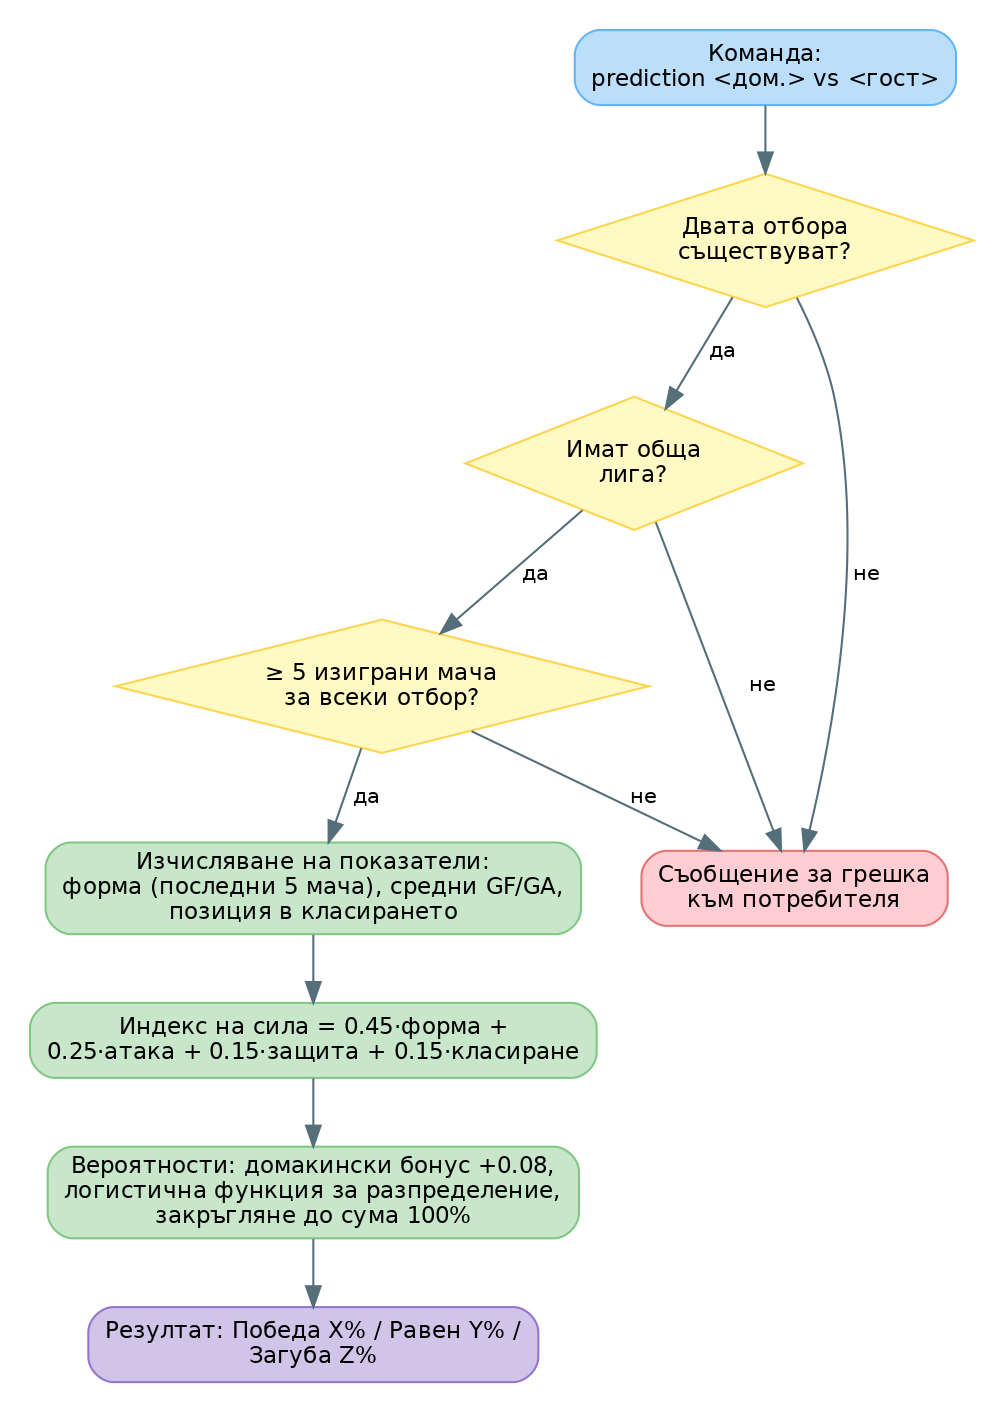 Команда:
prediction <дом.> vs <гост>
Двата отбора
съществуват?
да
Имат обща
лига?
да
не
не
≥ 5 изиграни мача
за всеки отбор?
да
не
Изчисляване на показатели:
форма (последни 5 мача), средни GF/GA,
позиция в класирането
Съобщение за грешка
към потребителя
Индекс на сила = 0.45·форма +
0.25·атака + 0.15·защита + 0.15·класиране
Вероятности: домакински бонус +0.08,
логистична функция за разпределение,
закръгляне до сума 100%
Резултат: Победа X% / Равен Y% /
Загуба Z%